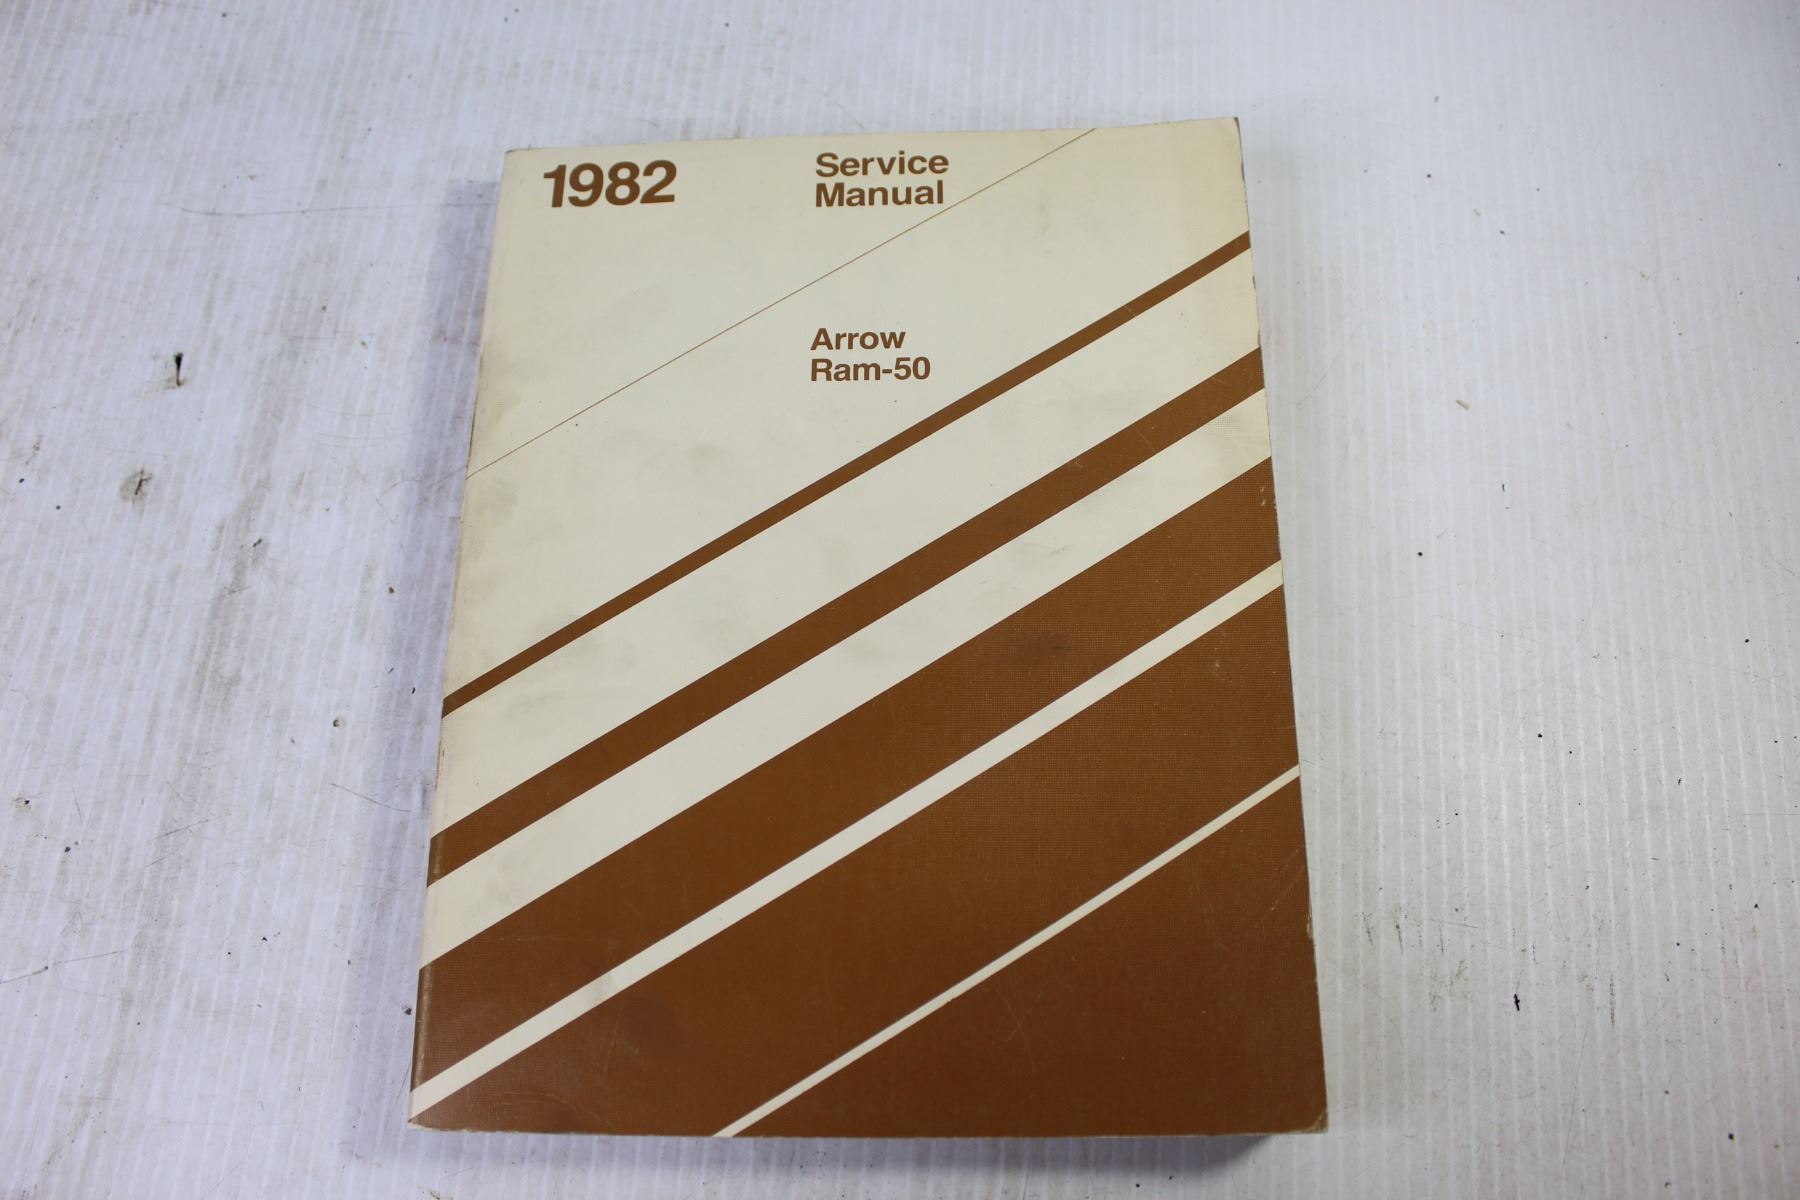 1982
Service
Manual
Arrow
Ram-50